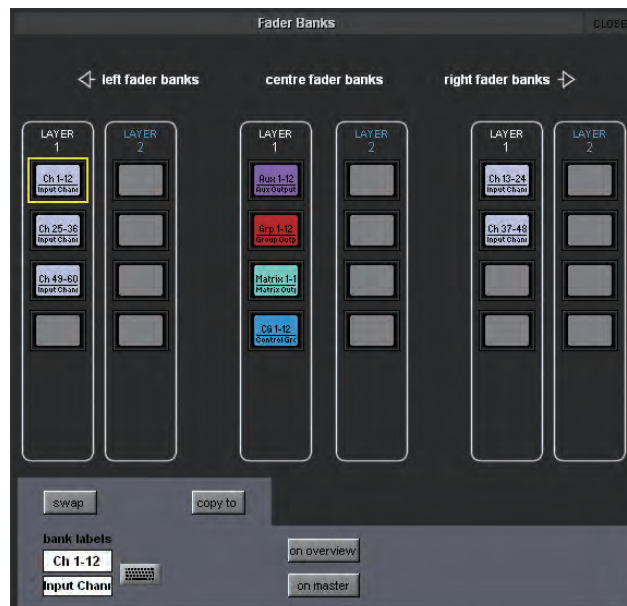 Fader Banks
CLOSE
left fader banks
centre fader banks
right fader banks
LAYER
1
LAYER
2
LAYER
1
LAYER
2
LAYER
1
LAYER
2
Ch 1-12
Input Chann
Aux 1-12
Aux Output
Ch 13-24
Input Chann
Ch 25-36
Input Chann
Grp 1-12
Group Outp
Ch 37-48
Input Chann
Ch 49-60
Input Chann
Matrix 1-1
Matrix Outp
CG 1-12
Control Gro
swap
copy to
bank labels
Ch 1-12
Input Chann
on overview
on master